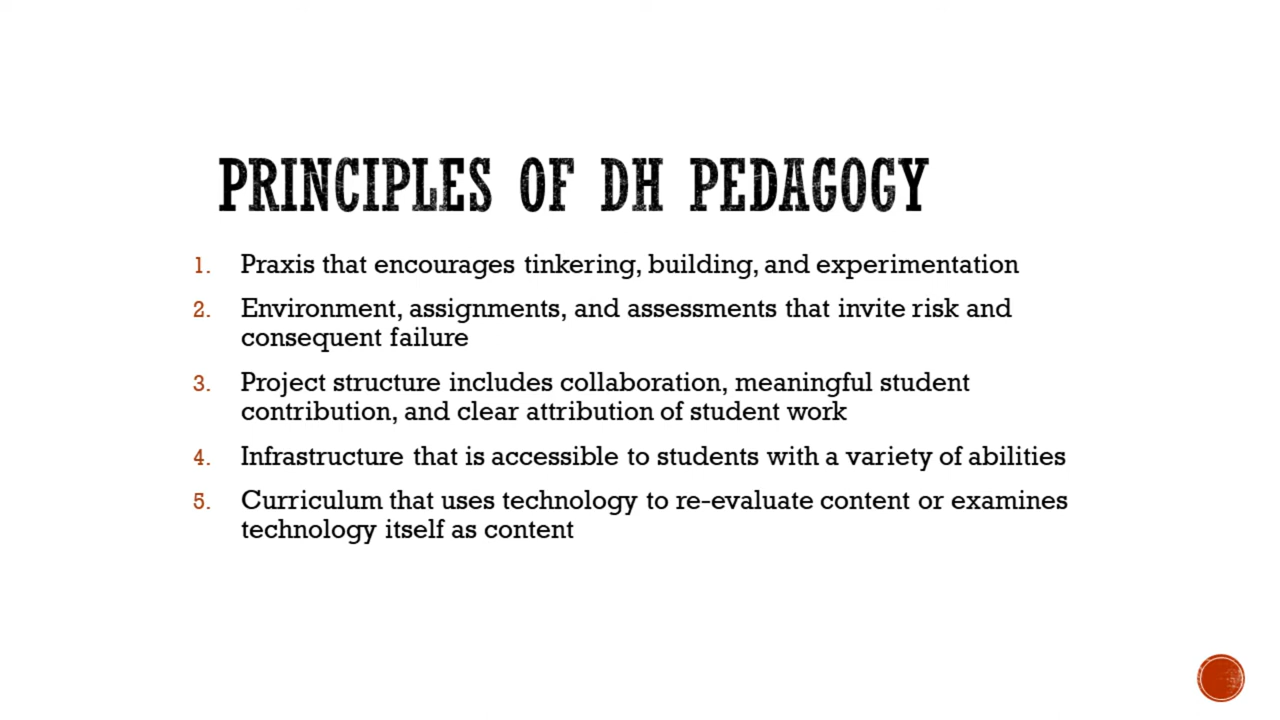 PRINCIPLES OF DH PEDAGOGY
1. Praxis that encourages tinkering, building, and experimentation
2. Environment, assignments, and assessments that invite risk and
consequent failure
3. Project structure includes collaboration, meaningful student
contribution, and clear attribution of student work
4. Infrastructure that is accessible to students with a variety of abilities
5. Curriculum that uses technology to re-evaluate content or examines
technology itself as content